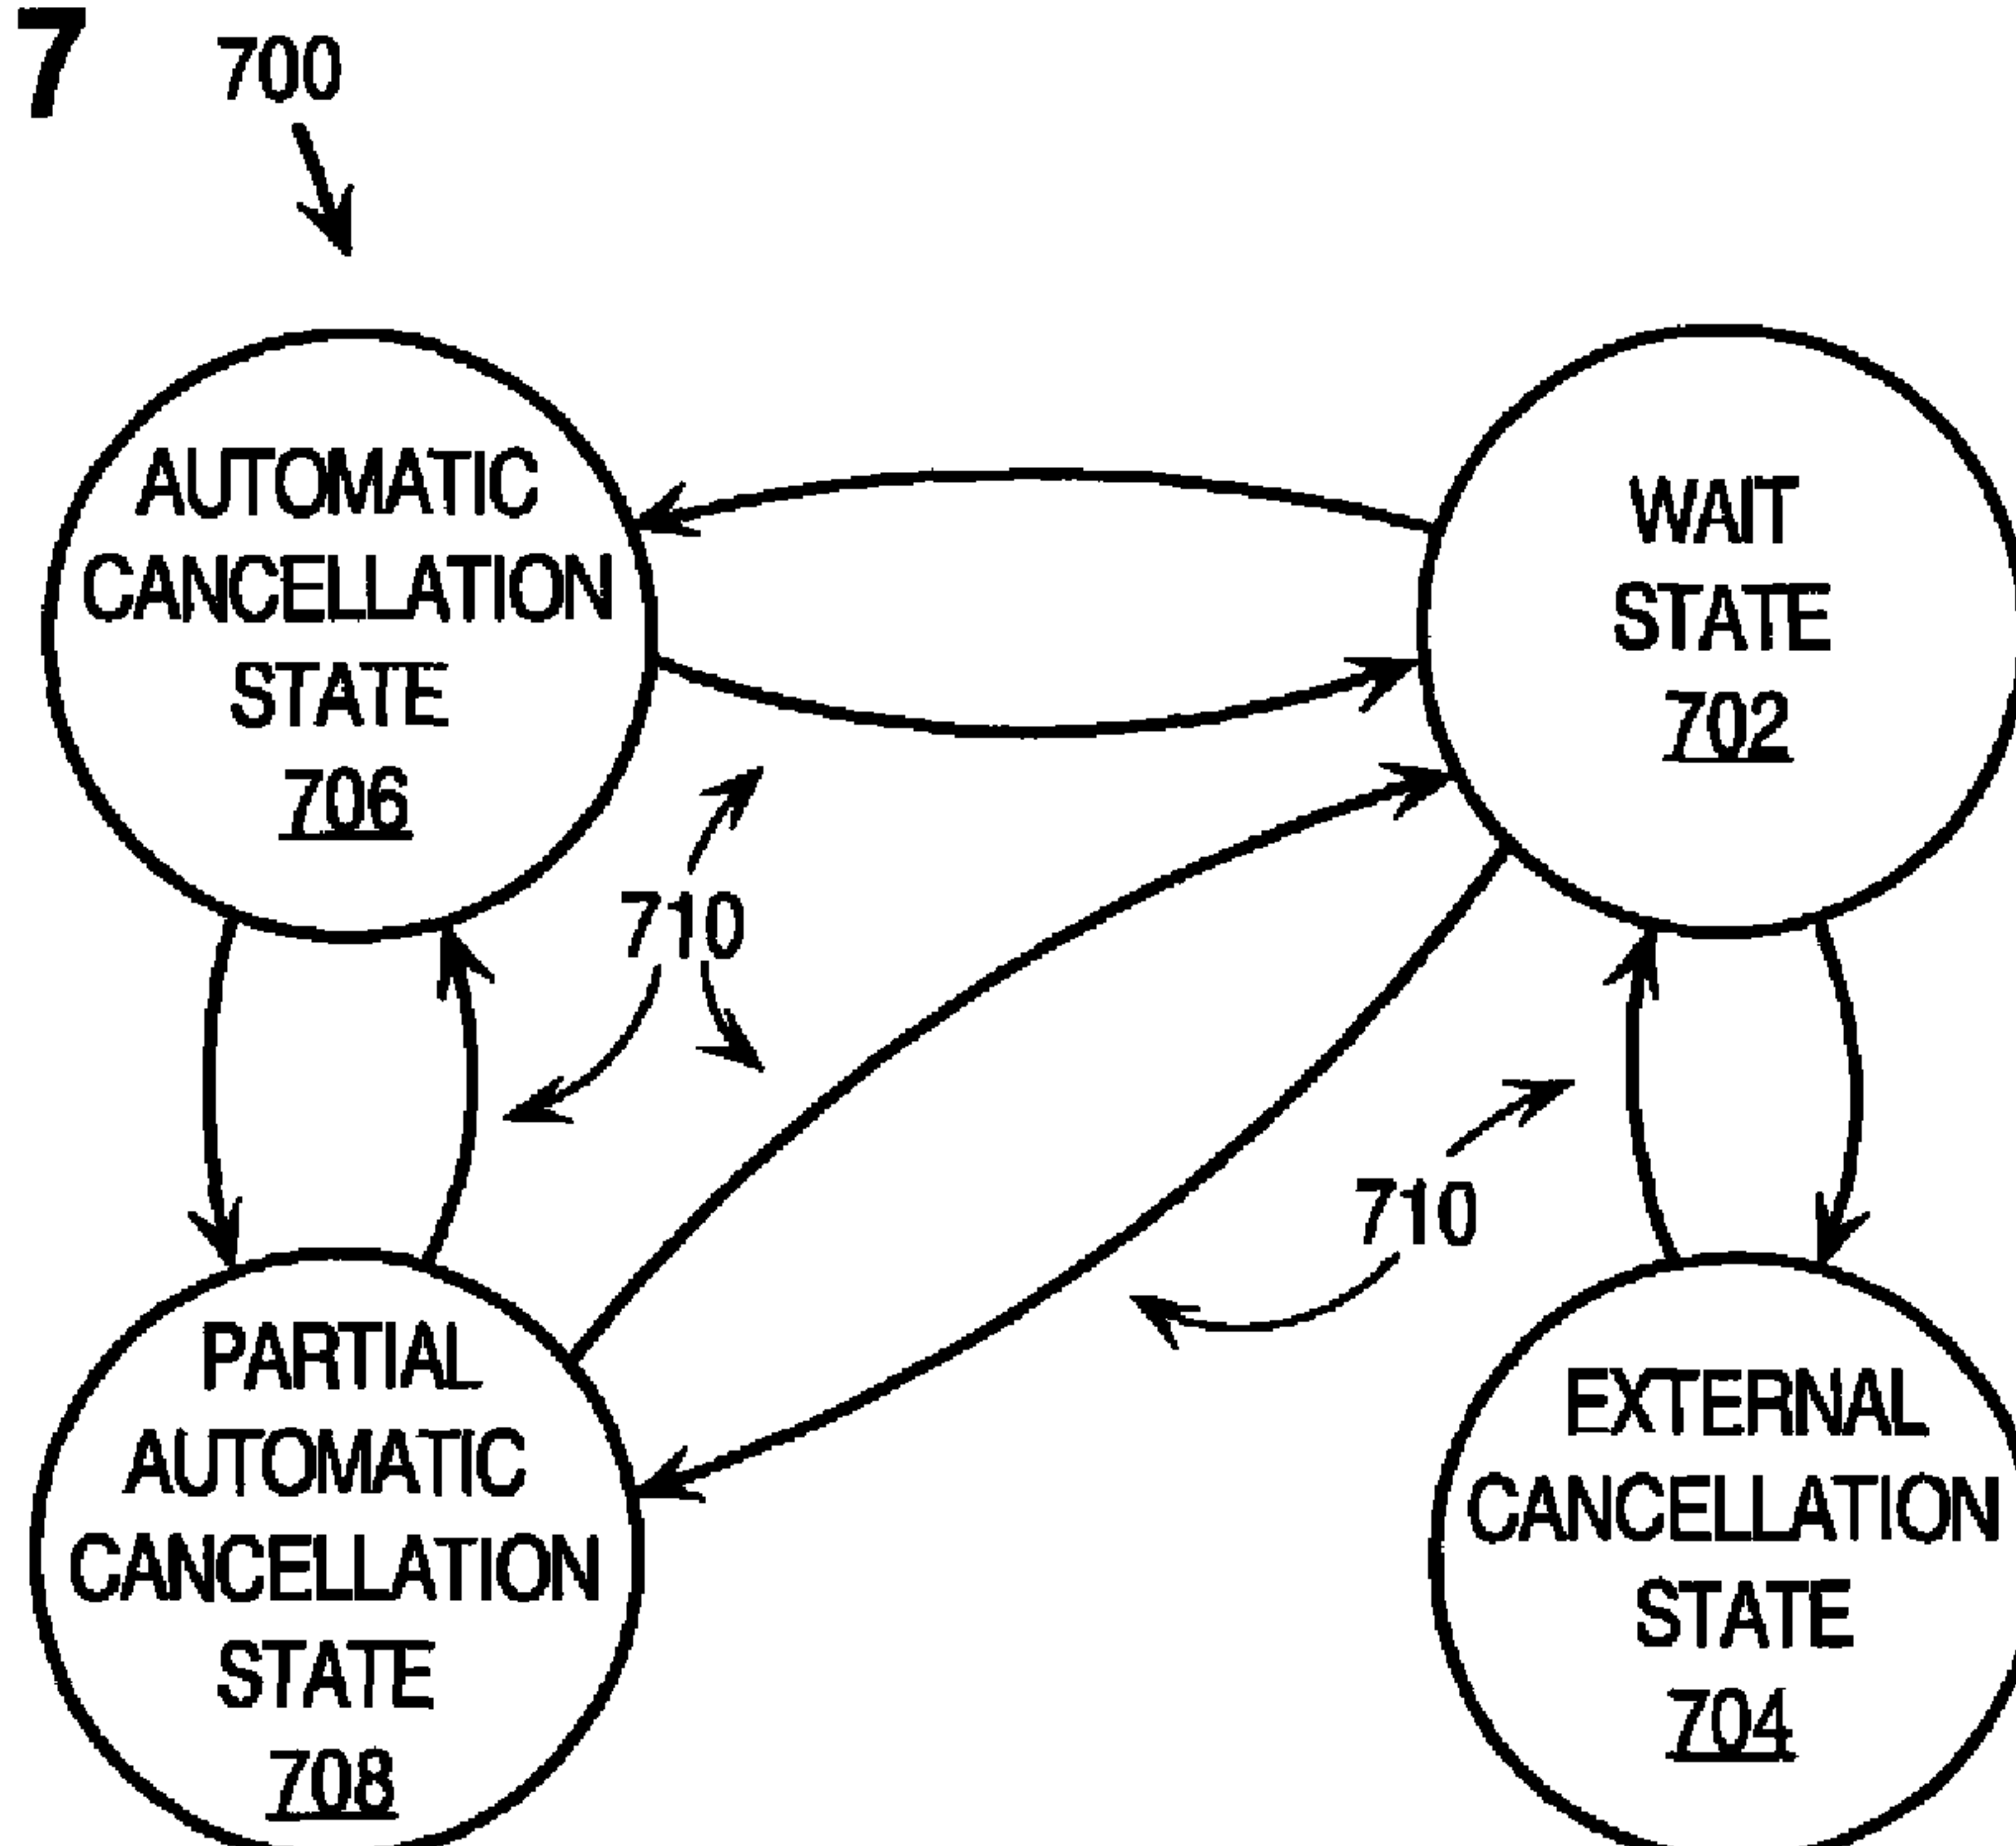 7
700
AUTOMATIC
CANCELLATION
STATE
706
WAIT
STATE
702
710
710
PARTIAL
AUTOMATIC
CANCELLATION
STATE
708
EXTERNAL
CANCELLATION
STATE
704